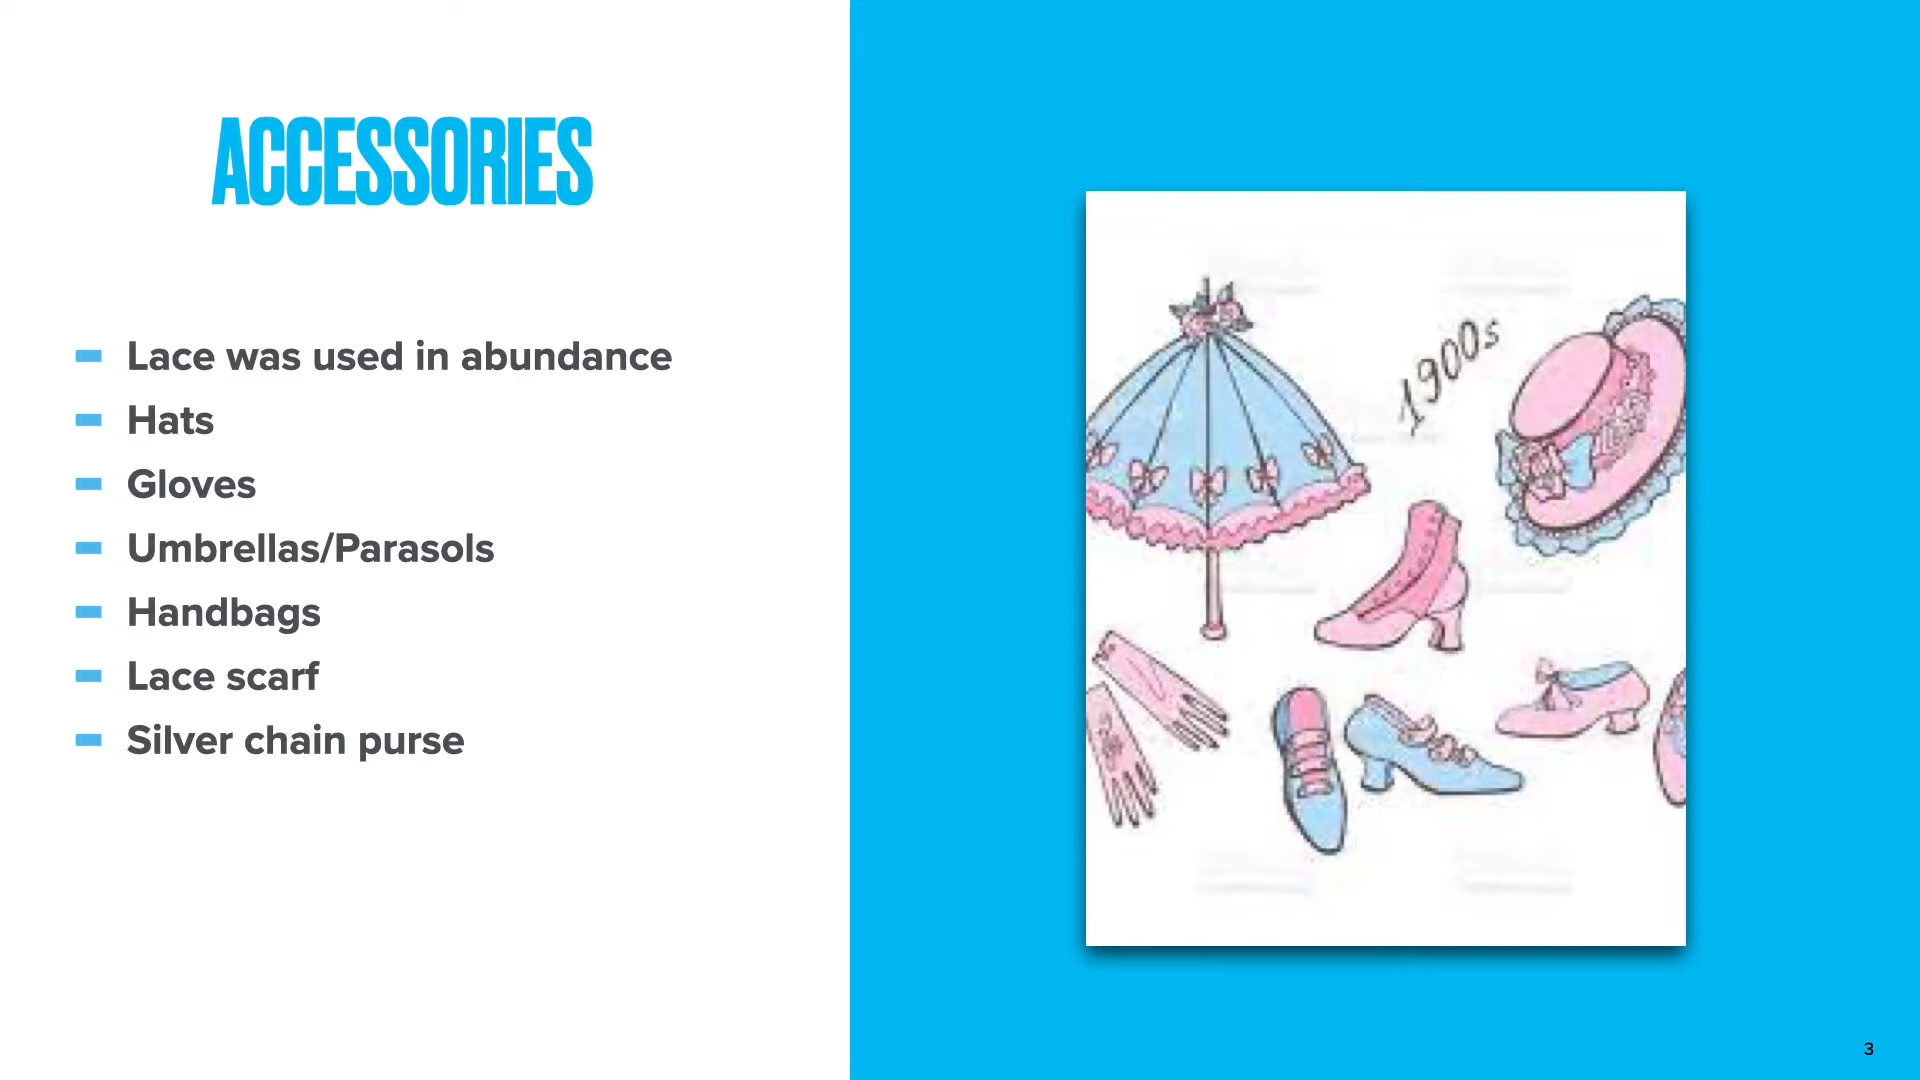 ACCESSORIES
Lace was used in abundance
Hats
Gloves
Umbrellas/Parasols
Handbags
Lace scarf
Silver chain purse
1900s
3